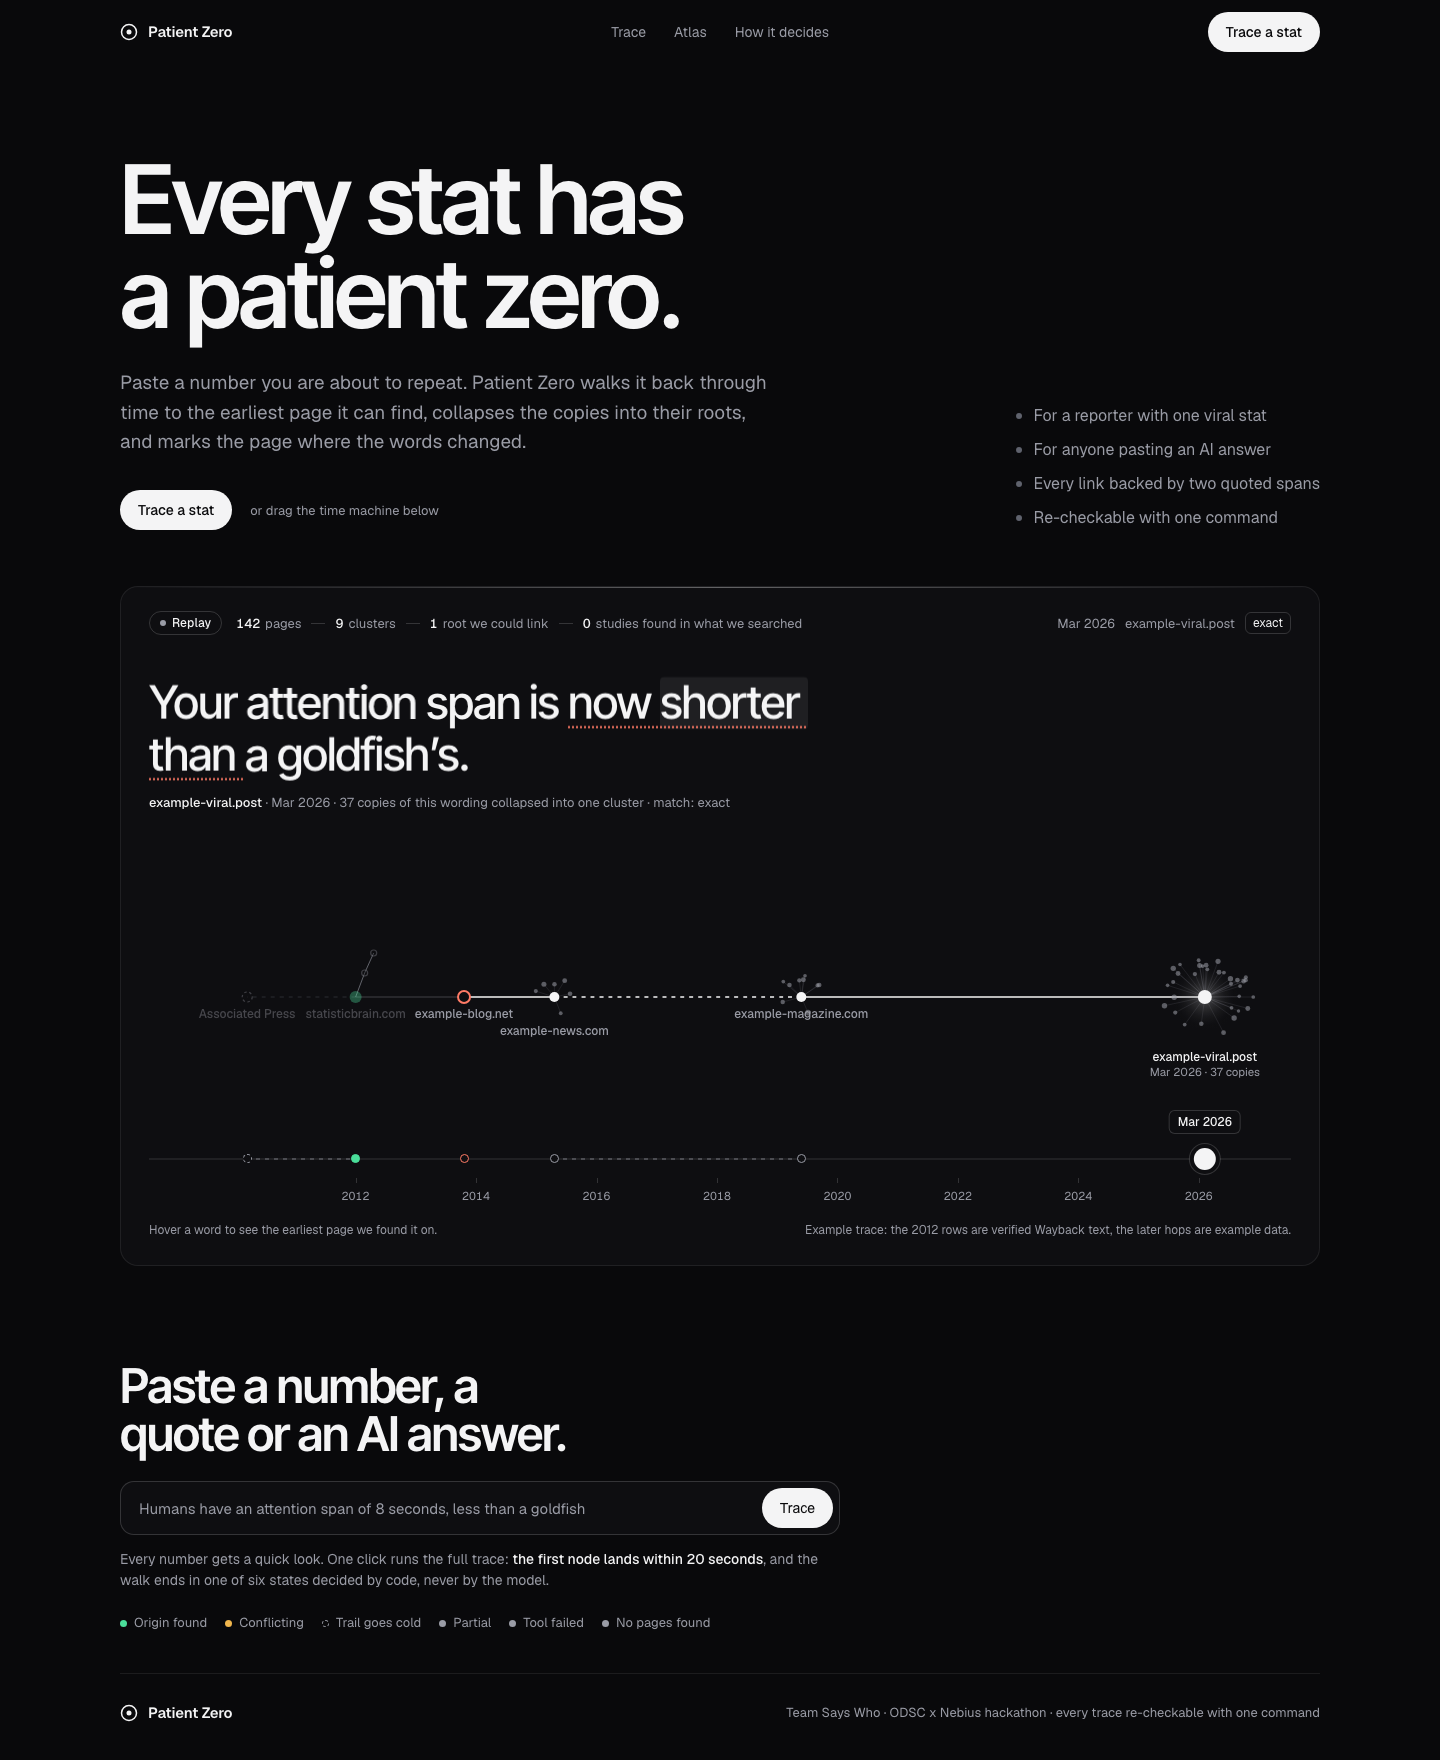 Patient Zero
Trace
Atlas
How it decides
Trace a stat
Every stat has
a patient zero.
Paste a number you are about to repeat. Patient Zero walks it back through
time to the earliest page it can find, collapses the copies into their roots,
and marks the page where the words changed.
For a reporter with one viral stat
For anyone pasting an AI answer
Every link backed by two quoted spans
Re-checkable with one command
Trace a stat
or drag the time machine below
Replay
142 pages — 9 clusters — 1 root we could link — 0 studies found in what we searched
Mar 2026 example-viral.post exact
Your attention span is now shorter
than a goldfish’s.
example-viral.post · Mar 2026 · 37 copies of this wording collapsed into one cluster · match: exact
Associated Press
statisticbrain.com
example-blog.net
example-magazine.com
example-news.com
example-viral.post
Mar 2026 · 37 copies
Mar 2026
2012
2014
2016
2018
2020
2022
2024
2026
Hover a word to see the earliest page we found it on.
Example trace: the 2012 rows are verified Wayback text, the later hops are example data.
Paste a number, a
quote or an AI answer.
Humans have an attention span of 8 seconds, less than a goldfish
Trace
Every number gets a quick look. One click runs the full trace: the first node lands within 20 seconds, and the
walk ends in one of six states decided by code, never by the model.
Origin found
Conflicting
Trail goes cold
Partial
Tool failed
No pages found
Patient Zero
Team Says Who · ODSC x Nebius hackathon · every trace re-checkable with one command